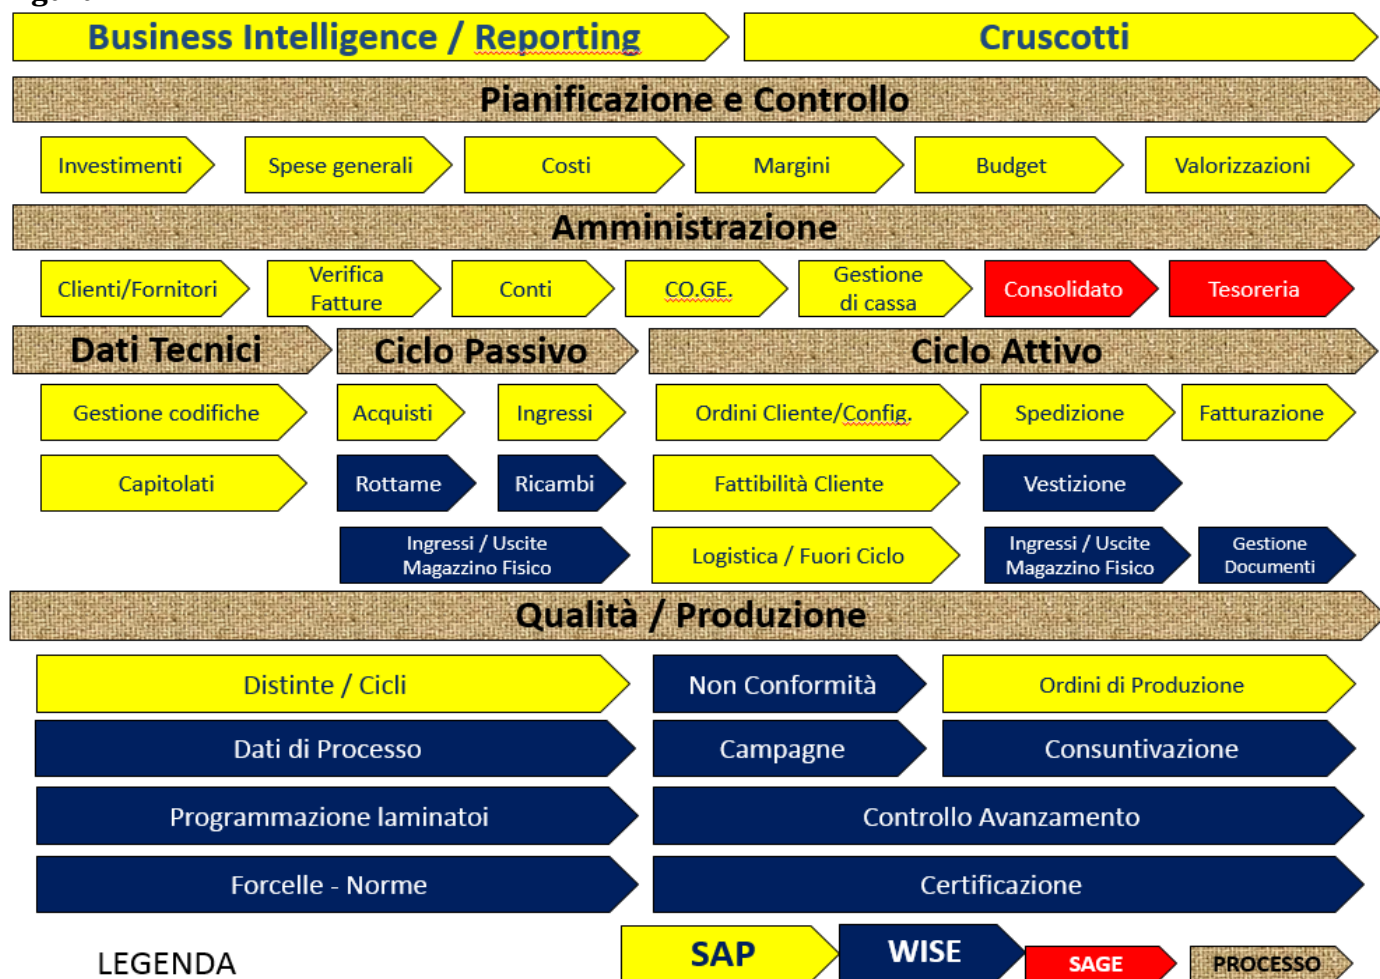 Business Intelligence / Reporting
Cruscotti
Pianificazione e Controllo
Investimenti
Spese generali
Costi
Margini
Budget
Valorizzazioni
Amministrazione
Clienti/Fornitori
Verifica
Fatture
Conti
CO.GE.
Gestione
di cassa
Consolidato
Tesoreria
Dati Tecnici
Ciclo Passivo
Ciclo Attivo
Gestione codifiche
Acquisti
Ingressi
Ordini Cliente/Config.
Spedizione
Fatturazione
Capitolati
Rottame
Ricambi
Fattibilità Cliente
Vestizione
Ingressi / Uscite
Magazzino Fisico
Logistica / Fuori Ciclo
Ingressi / Uscite
Magazzino Fisico
Gestione
Documenti
Qualità / Produzione
Distinte / Cicli
Non Conformità
Ordini di Produzione
Dati di Processo
Campagne
Consuntivazione
Programmazione laminatoi
Controllo Avanzamento
Forcelle - Norme
Certificazione
LEGENDA
SAP
WISE
SAGE
PROCESSO